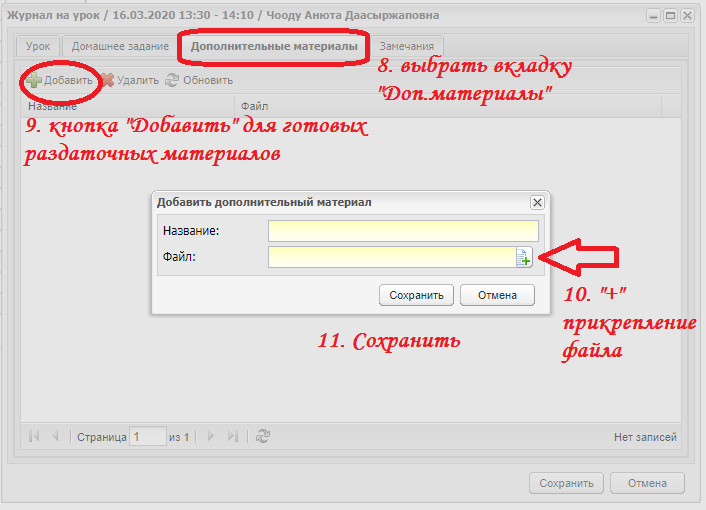 Журнал на урок / 16.03.2020 13:30 - 14:10 / Чооду Анюта Даасыржаповна
Урок Домашнее задание Дополнительные материалы Замечания
Добавить Удалить Обновить
8. выбрать вкладку
"Доп.материалы"
Название Файл
9. кнопка "Добавить" для готовых
раздаточных материалов
Добавить дополнительный материал
Название:
Файл:
Сохранить Отмена
10. "+"
прикрепление
файла
11. Сохранить
Страница 1 из 1 Нет записей
Сохранить Отмена